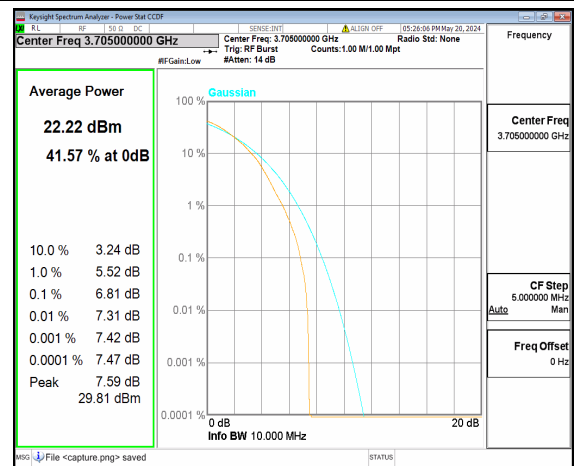 Keysight Spectrum Analyzer - Power Stat CCDF
RL RF 50 Ω DC SENSE:INT ALIGN OFF 05:26:06 PM May 20, 2024
Center Freq 3.705000000 GHz
Center Freq: 3.705000000 GHz Radio Std: None
Trig: RF Burst Counts:1.00 M/1.00 Mpt
#IFGain:Low #Atten: 14 dB
Frequency
Average Power
22.22 dBm
41.57 % at 0dB
10.0 % 3.24 dB
1.0 % 5.52 dB
0.1 % 6.81 dB
0.01 % 7.31 dB
0.001 % 7.42 dB
0.0001 % 7.47 dB
Peak 7.59 dB
29.81 dBm
Gaussian
100 %
10 %
1 %
0.1 %
0.01 %
0.001 %
0.0001 %
0 dB 20 dB
Info BW 10.000 MHz
Center Freq
3.705000000 GHz
CF Step
5.000000 MHz
Auto Man
Freq Offset
0 Hz
MSG File <capture.png> saved STATUS